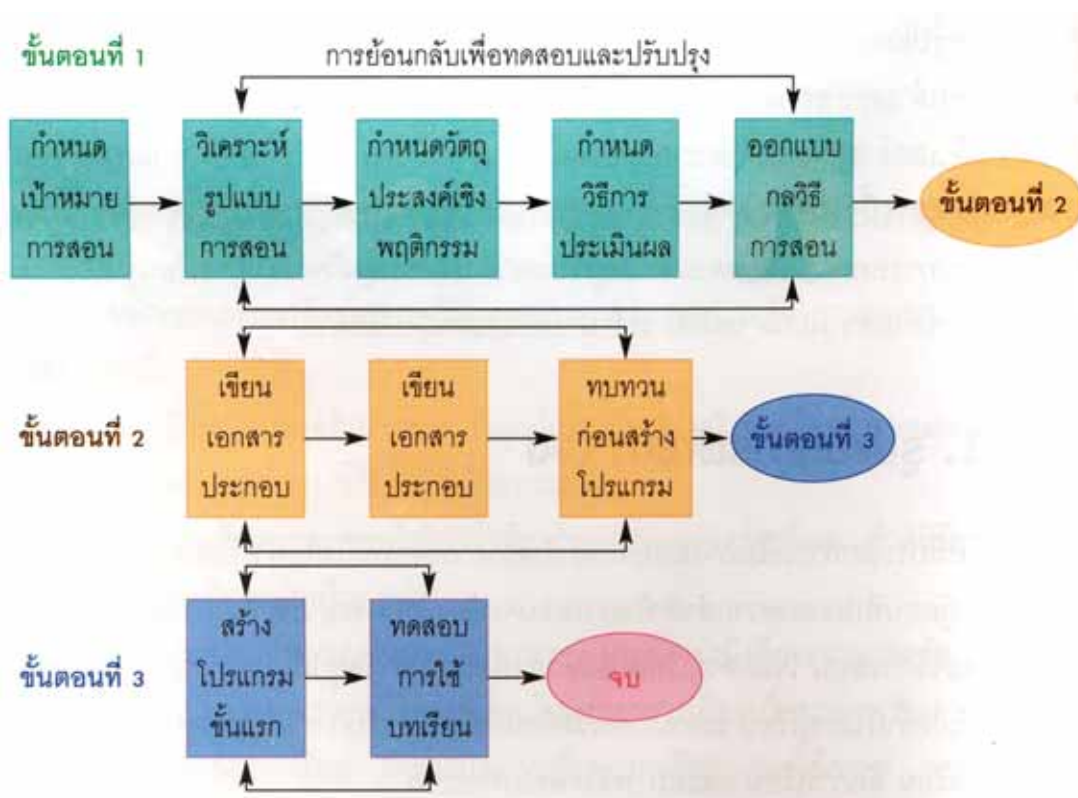 ขั้นตอนที่ 1
การย้อนกลับเพื่อทดสอบและปรับปรุง
กำหนด
เป้าหมาย
การสอน
วิเคราะห์
รูปแบบ
การสอน
กำหนดวัตถุ
ประสงค์เชิง
พฤติกรรม
กำหนด
วิธีการ
ประเมินผล
ออกแบบ
กลวิธี
การสอน
ขั้นตอนที่ 2
ขั้นตอนที่ 2
เขียน
เอกสาร
ประกอบ
เขียน
เอกสาร
ประกอบ
ทบทวน
ก่อนสร้าง
โปรแกรม
ขั้นตอนที่ 3
ขั้นตอนที่ 3
สร้าง
โปรแกรม
ขั้นแรก
ทดสอบ
การใช้
บทเรียน
จบ